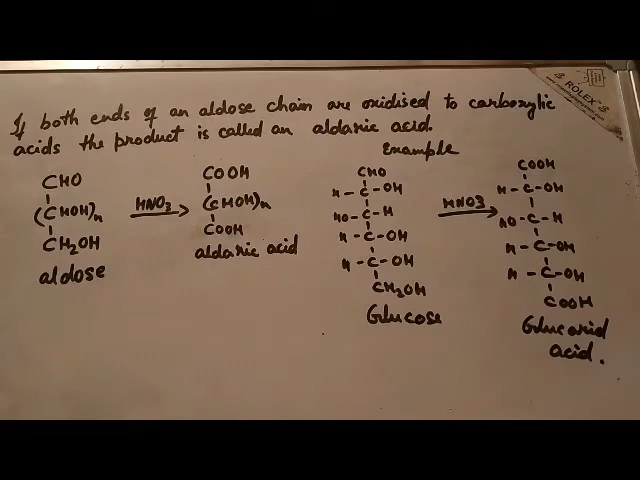 If both ends of an aldose chain are oxidised to carboxylic
acids the product is called an aldaric acid.
Example
CHO
(CHOH)n
CH2OH
aldose
HNO3
COOH
(CHOH)n
COOH
aldaric acid
CHO
H-C-OH
HO-C-H
H-C-OH
H-C-OH
CH2OH
Glucose
HNO3
COOH
H-C-OH
HO-C-H
H-C-OH
H-C-OH
COOH
Glucarid
acid.
ROLEX